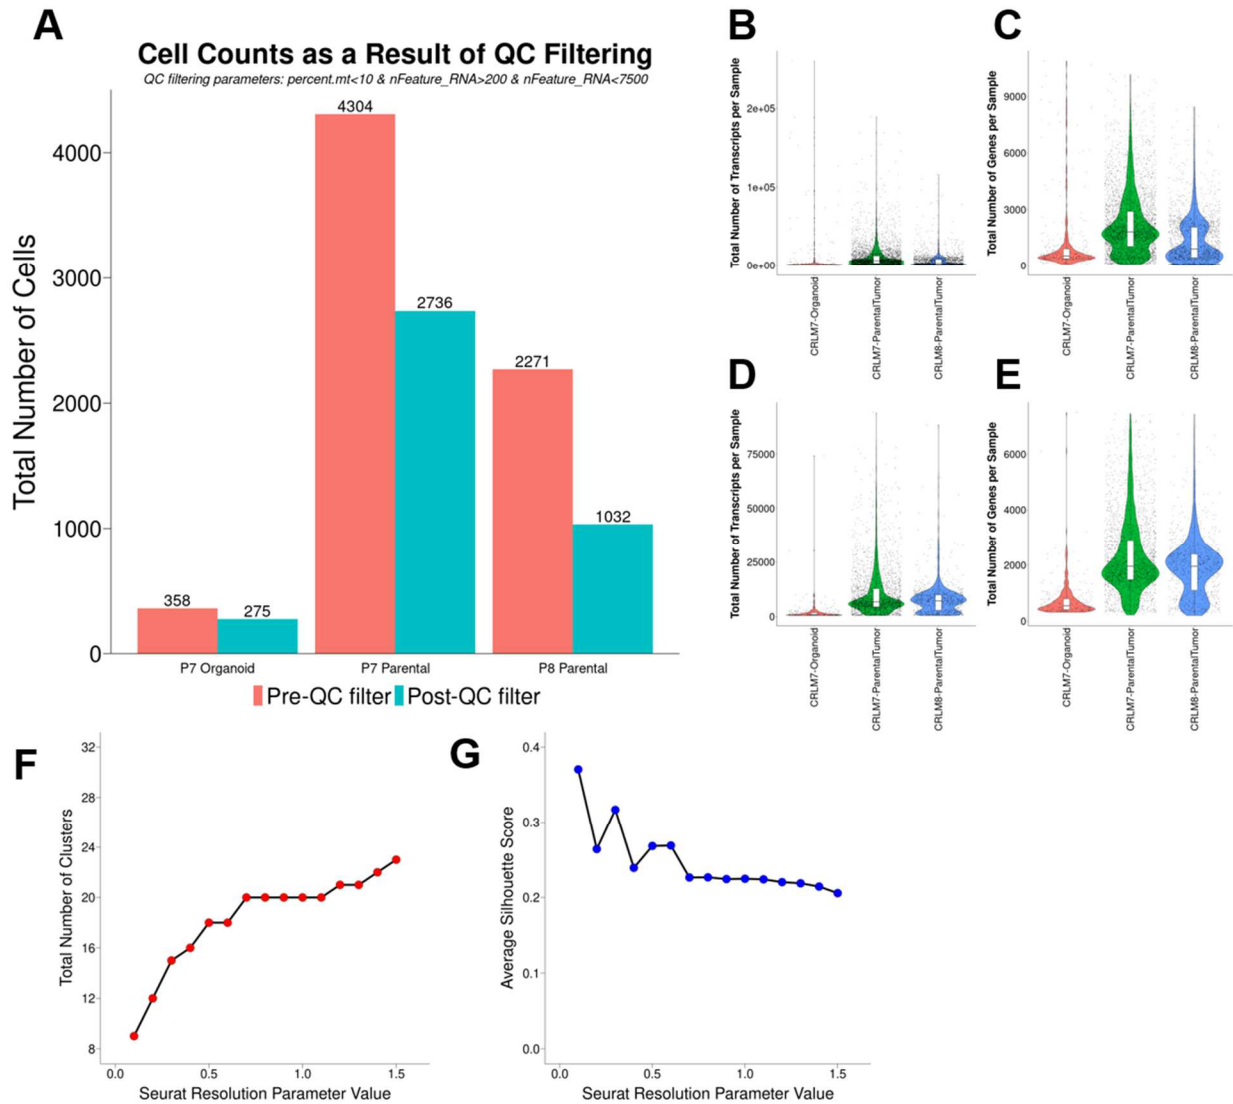 A
Cell Counts as a Result of QC Filtering
QC filtering parameters: percent.mt<10 & nFeature_RNA>200 & nFeature_RNA<7500
Total Number of Cells
4000
3000
2000
1000
0
358
275
4304
2736
2271
1032
P7 Organoid
P7 Parental
P8 Parental
Pre-QC filter
Post-QC filter
B
Total Number of Transcripts per Sample
2e+05
1e+05
0e+00
CRLM7-Organoid
CRLM7-ParentalTumor
CRLM8-ParentalTumor
C
Total Number of Genes per Sample
9000
6000
3000
0
CRLM7-Organoid
CRLM7-ParentalTumor
CRLM8-ParentalTumor
D
Total Number of Transcripts per Sample
75000
50000
25000
0
CRLM7-Organoid
CRLM7-ParentalTumor
CRLM8-ParentalTumor
E
Total Number of Genes per Sample
6000
4000
2000
0
CRLM7-Organoid
CRLM7-ParentalTumor
CRLM8-ParentalTumor
F
Total Number of Clusters
32
28
24
20
16
12
8
0.0
0.5
1.0
1.5
Seurat Resolution Parameter Value
G
Average Silhouette Score
0.4
0.3
0.2
0.1
0.0
0.0
0.5
1.0
1.5
Seurat Resolution Parameter Value